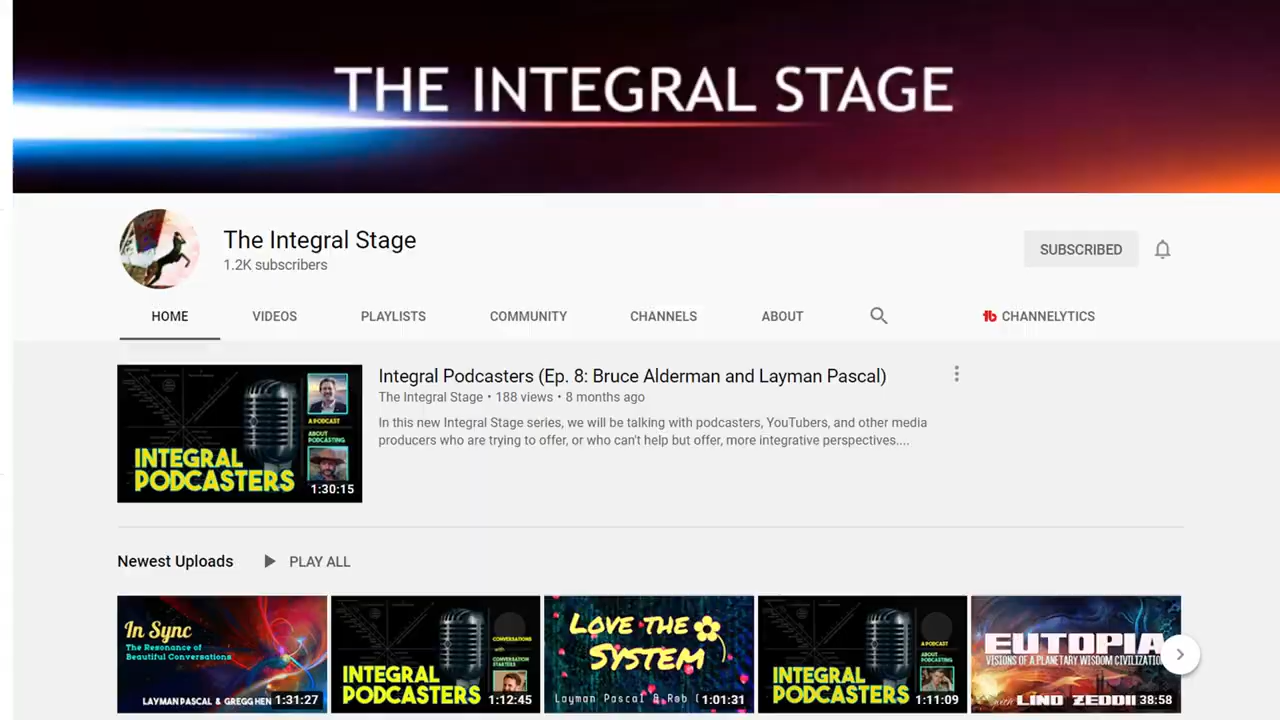 THE INTEGRAL STAGE
The Integral Stage
1.2K subscribers
SUBSCRIBED
HOME
VIDEOS
PLAYLISTS
COMMUNITY
CHANNELS
ABOUT
CHANNELYTICS
A PODCAST
ABOUT
PODCASTING
INTEGRAL
PODCASTERS
1:30:15
Integral Podcasters (Ep. 8: Bruce Alderman and Layman Pascal)
The Integral Stage • 188 views • 8 months ago
In this new Integral Stage series, we will be talking with podcasters, YouTubers, and other media
producers who are trying to offer, or who can't help but offer, more integrative perspectives....
Newest Uploads
PLAY ALL
In Sync
The Resonance of
Beautiful Conversations
LAYMAN PASCAL & GREGG HEN
1:31:27
CONVERSATIONS
with
CONVERSATION
STARTERS
INTEGRAL
PODCASTERS
1:12:45
LOVE THE
SYSTEM
Layman Pascal & Rob
1:01:31
A PODCAST
ABOUT
PODCASTING
INTEGRAL
PODCASTERS
1:11:09
EUTOPIA
VISIONS OF A PLANETARY WISDOM CIVILIZATION
with LINO ZEDDII
38:58